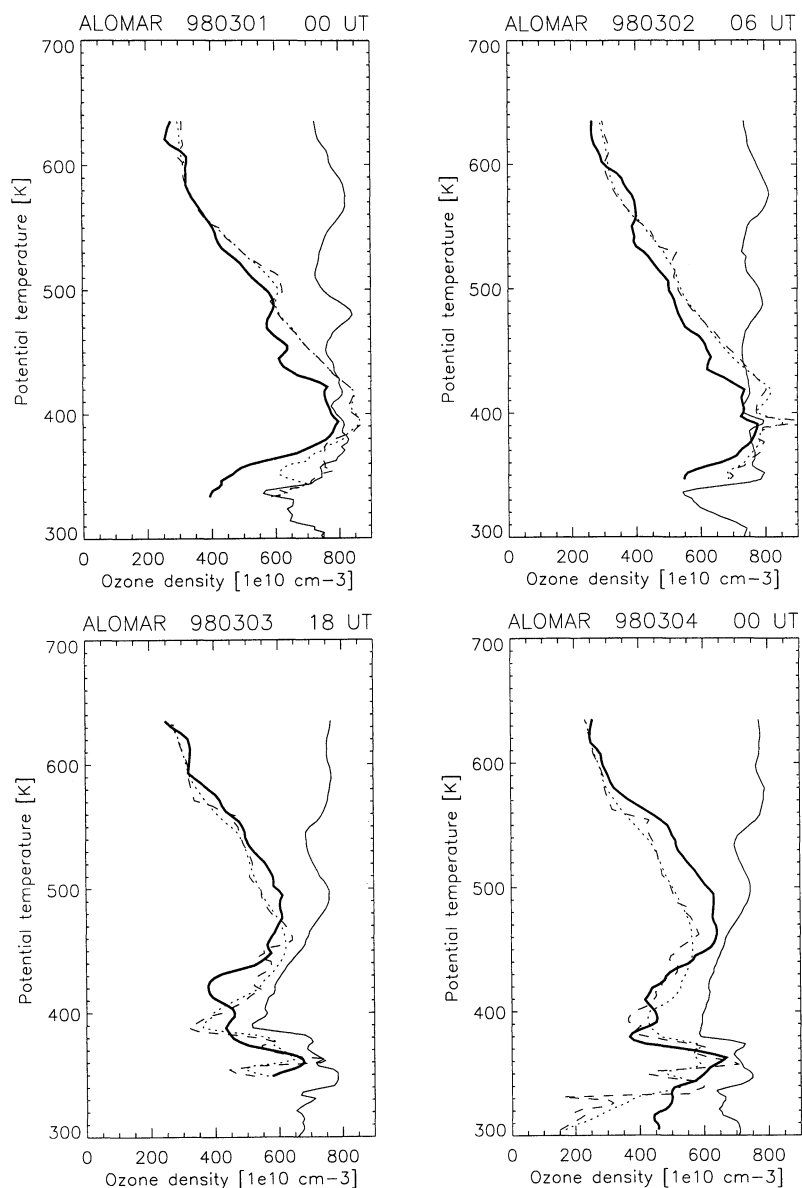 ALOMAR 980301 00 UT
700
600
500
400
300
Potential temperature [K]
0 200 400 600 800
Ozone density [1e10 cm-3]
ALOMAR 980302 06 UT
700
600
500
400
300
Potential temperature [K]
0 200 400 600 800
Ozone density [1e10 cm-3]
ALOMAR 980303 18 UT
700
600
500
400
300
Potential temperature [K]
0 200 400 600 800
Ozone density [1e10 cm-3]
ALOMAR 980304 00 UT
700
600
500
400
300
Potential temperature [K]
0 200 400 600 800
Ozone density [1e10 cm-3]